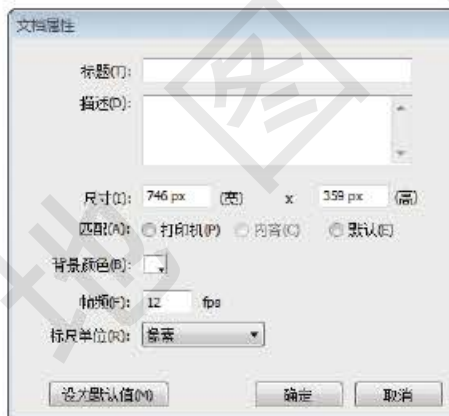 文档属性
标题(T):
描述(D):
尺寸(I): 746 px (宽) x 359 px (高)
匹配(A): 打印机(P) 内容(C) 默认(E)
背景颜色(B):
帧频(F): 12 fps
标尺单位(R): 像素
设为默认值(M) 确定 取消
地图